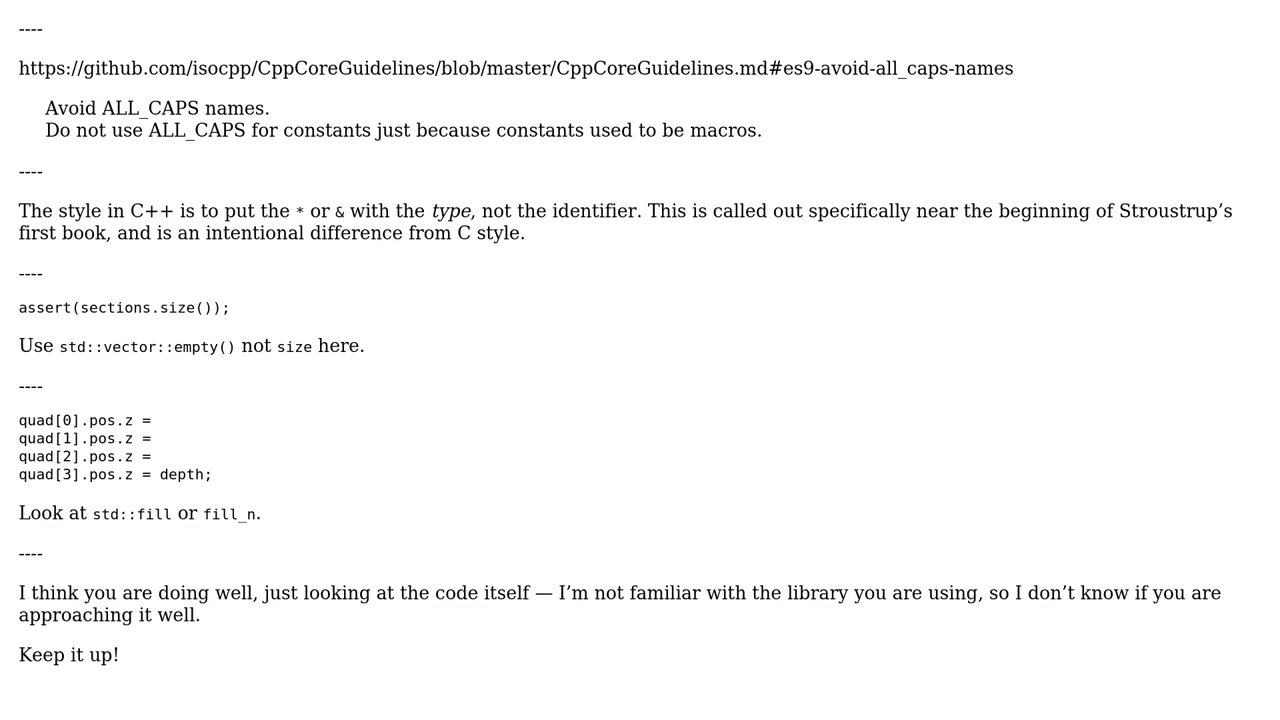 ----
https://github.com/isocpp/CppCoreGuidelines/blob/master/CppCoreGuidelines.md#es9-avoid-all_caps-names
Avoid ALL_CAPS names.
Do not use ALL_CAPS for constants just because constants used to be macros.
----
The style in C++ is to put the * or & with the type, not the identifier. This is called out specifically near the beginning of Stroustrup’s
first book, and is an intentional difference from C style.
----
assert(sections.size());
Use std::vector::empty() not size here.
----
quad[0].pos.z =
quad[1].pos.z =
quad[2].pos.z =
quad[3].pos.z = depth;
Look at std::fill or fill_n.
----
I think you are doing well, just looking at the code itself — I’m not familiar with the library you are using, so I don’t know if you are
approaching it well.
Keep it up!